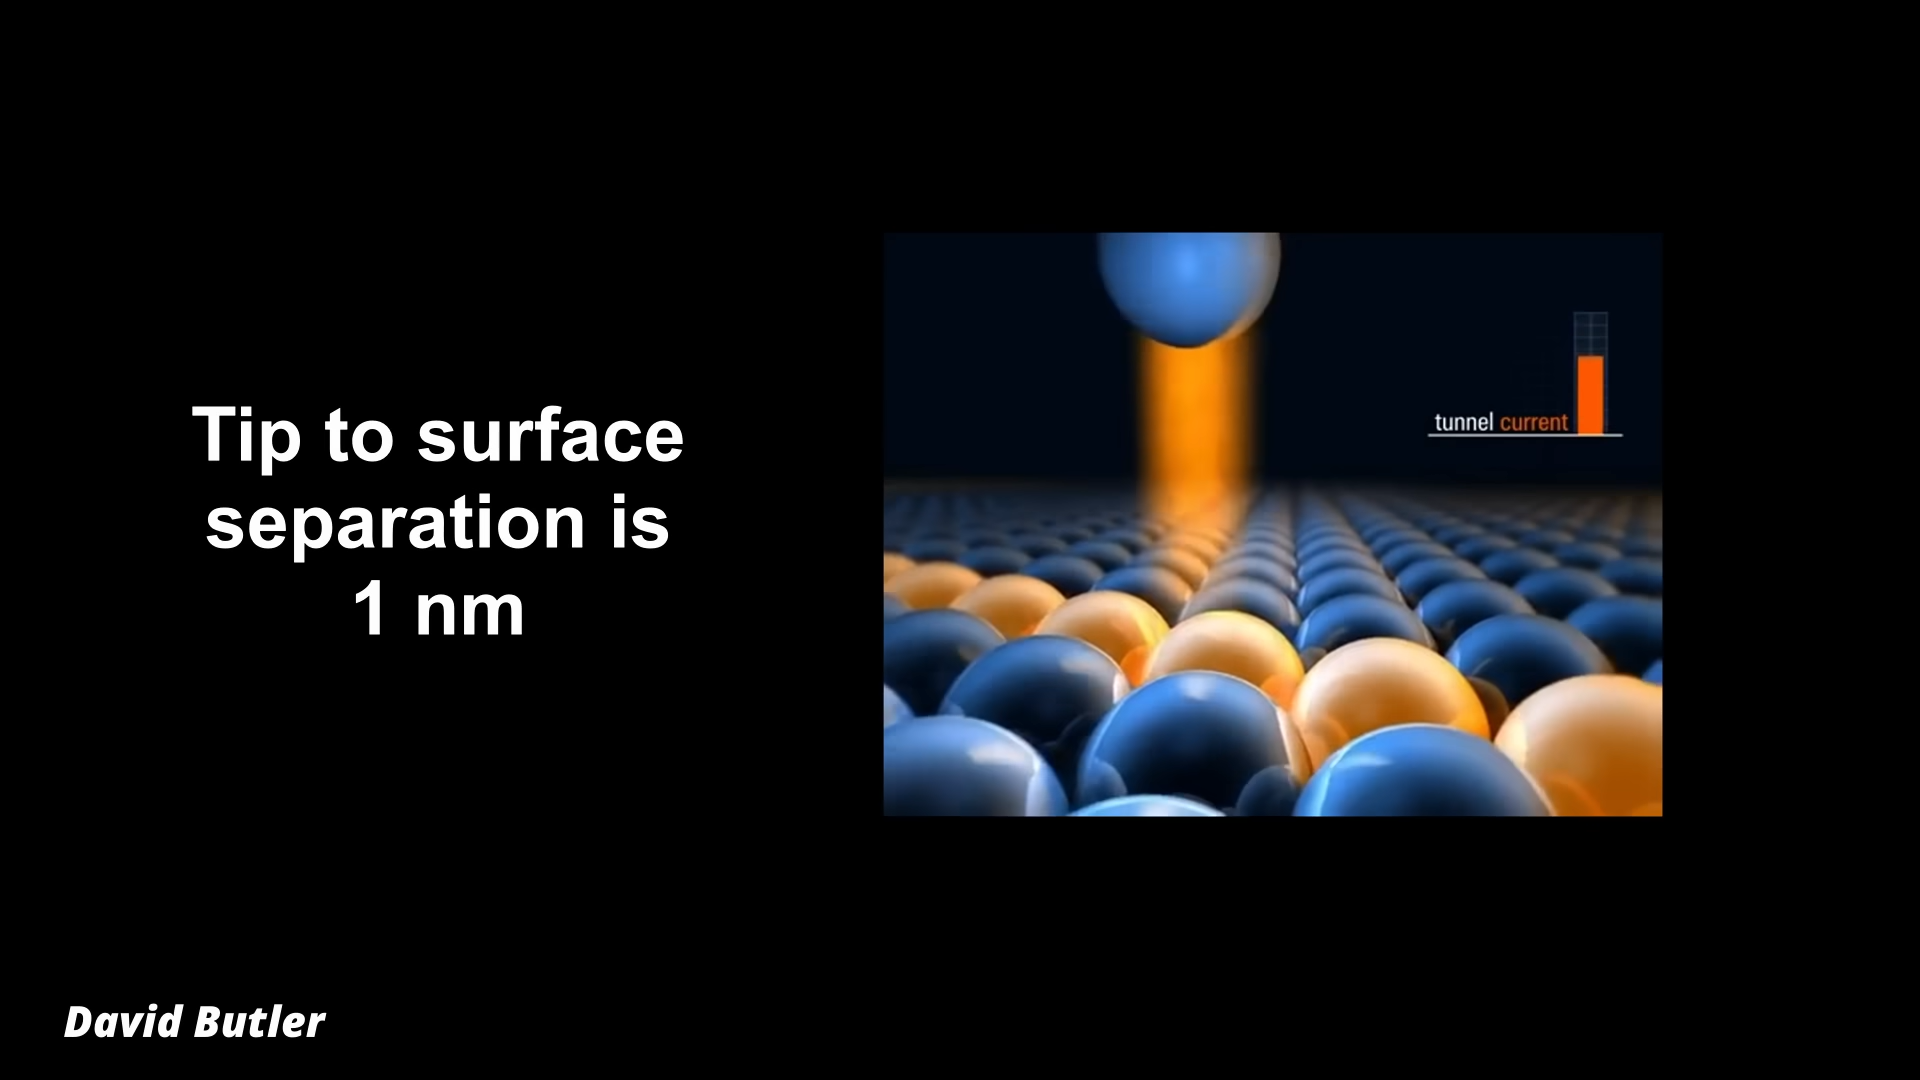 Tip to surface
separation is
1 nm
tunnel current
David Butler